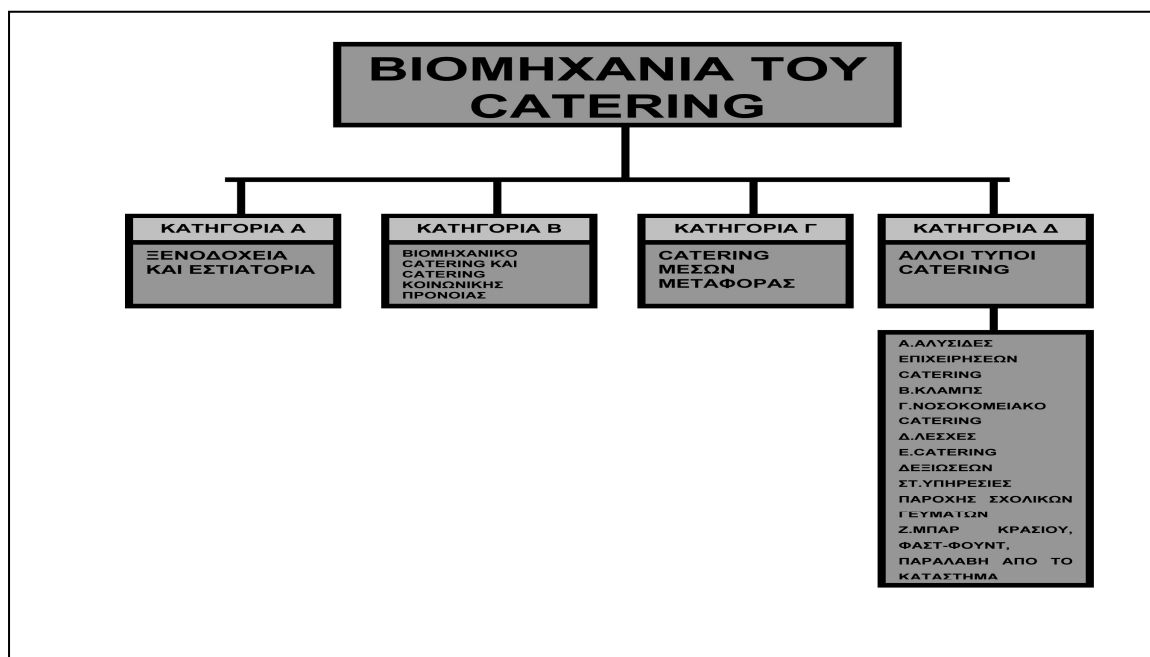 ΒΙΟΜΗΧΑΝΙΑ ΤΟΥ
CATERING
ΚΑΤΗΓΟΡΙΑ Α
ΞΕΝΟΔΟΧΕΙΑ
ΚΑΙ ΕΣΤΙΑΤΟΡΙΑ
ΚΑΤΗΓΟΡΙΑ Β
ΒΙΟΜΗΧΑΝΙΚΟ
CATERING ΚΑΙ
CATERING
ΚΟΙΝΩΝΙΚΗΣ
ΠΡΟΝΟΙΑΣ
ΚΑΤΗΓΟΡΙΑ Γ
CATERING
ΜΕΣΩΝ
ΜΕΤΑΦΟΡΑΣ
ΚΑΤΗΓΟΡΙΑ Δ
ΑΛΛΟΙ ΤΥΠΟΙ
CATERING
Α.ΑΛΥΣΙΔΕΣ
ΕΠΙΧΕΙΡΗΣΕΩΝ
CATERING
Β.ΚΛΑΜΠΣ
Γ.ΝΟΣΟΚΟΜΕΙΑΚΟ
CATERING
Δ.ΛΕΣΧΕΣ
Ε.CATERING
ΔΕΞΙΩΣΕΩΝ
ΣΤ.ΥΠΗΡΕΣΙΕΣ
ΠΑΡΟΧΗΣ ΣΧΟΛΙΚΩΝ
ΓΕΥΜΑΤΩΝ
Ζ.ΜΠΑΡ ΚΡΑΣΙΟΥ,
ΦΑΣΤ-ΦΟΥΝΤ,
ΠΑΡΑΛΑΒΗ ΑΠΟ ΤΟ
ΚΑΤΑΣΤΗΜΑ